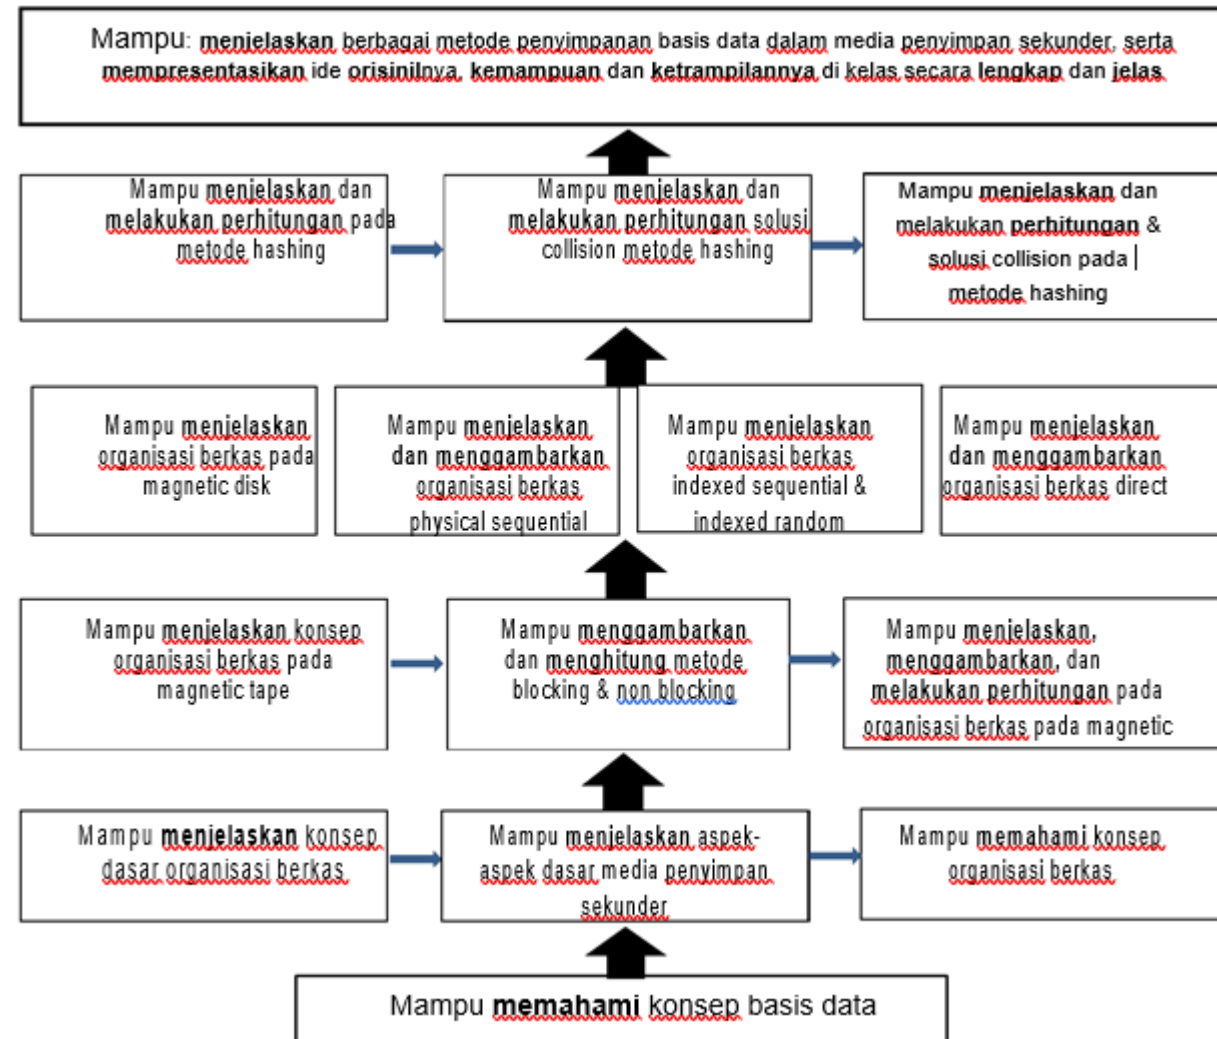 Mampu: menjelaskan berbagai metode penyimpanan basis data dalam media penyimpan sekunder, serta
mempresentasikan ide orisinilnya, kemampuan dan ketrampilannya di kelas secara lengkap dan jelas
Mampu menjelaskan dan
melakukan perhitungan pada
metode hashing
Mampu menjelaskan dan
melakukan perhitungan solusi
collision metode hashing
Mampu menjelaskan dan
melakukan perhitungan &
solusi collision pada
metode hashing
Mampu menjelaskan
organisasi berkas pada
magnetic disk
Mampu menjelaskan
dan menggambarkan
organisasi berkas
physical sequential
Mampu menjelaskan
organisasi berkas
indexed sequential &
indexed random
Mampu menjelaskan
dan menggambarkan
organisasi berkas direct
Mampu menjelaskan konsep
organisasi berkas pada
magnetic tape
Mampu menggambarkan
dan menghitung metode
blocking & non blocking
Mampu menjelaskan,
menggambarkan, dan
melakukan perhitungan pada
organisasi berkas pada magnetic
Mampu menjelaskan konsep
dasar organisasi berkas
Mampu menjelaskan aspek-
aspek dasar media penyimpan
sekunder
Mampu memahami konsep
organisasi berkas
Mampu memahami konsep basis data